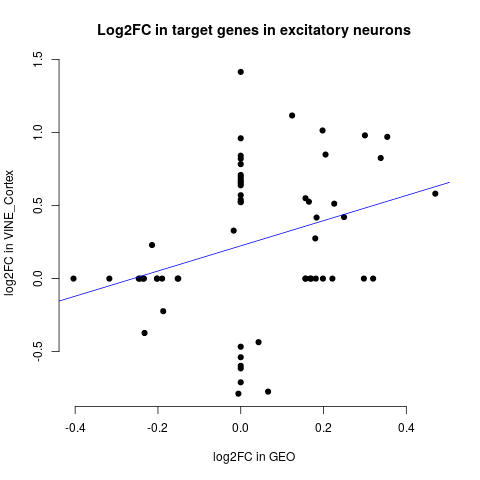 Log2FC in target genes in excitatory neurons
1.5
1.0
0.5
0.0
-0.5
log2FC in VINE_Cortex
-0.4 -0.2 0.0 0.2 0.4
log2FC in GEO